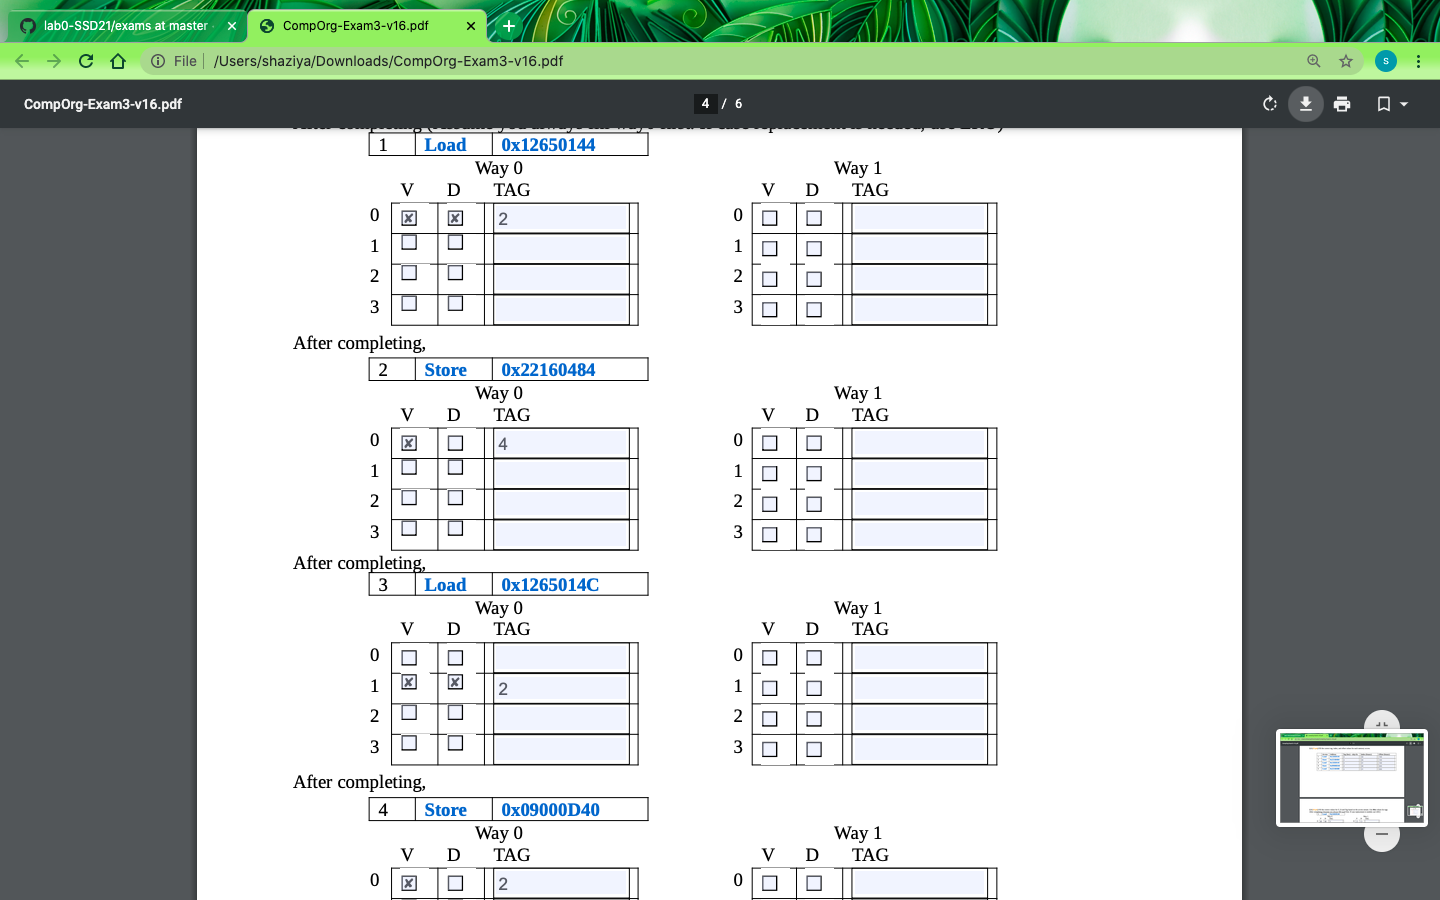 lab0-SSD21/exams at master
CompOrg-Exam3-v16.pdf
File /Users/shaziya/Downloads/CompOrg-Exam3-v16.pdf
s
CompOrg-Exam3-v16.pdf
4 / 6
1 Load 0x12650144
Way 0 Way 1
V D TAG V D TAG
0 2 0
1 1
2 2
3 3
After completing,
2 Store 0x22160484
Way 0 Way 1
V D TAG V D TAG
0 4 0
1 1
2 2
3 3
After completing,
3 Load 0x1265014C
Way 0 Way 1
V D TAG V D TAG
0 0
1 2 1
2 2
3 3
After completing,
4 Store 0x09000D40
Way 0 Way 1
V D TAG V D TAG
0 2 0